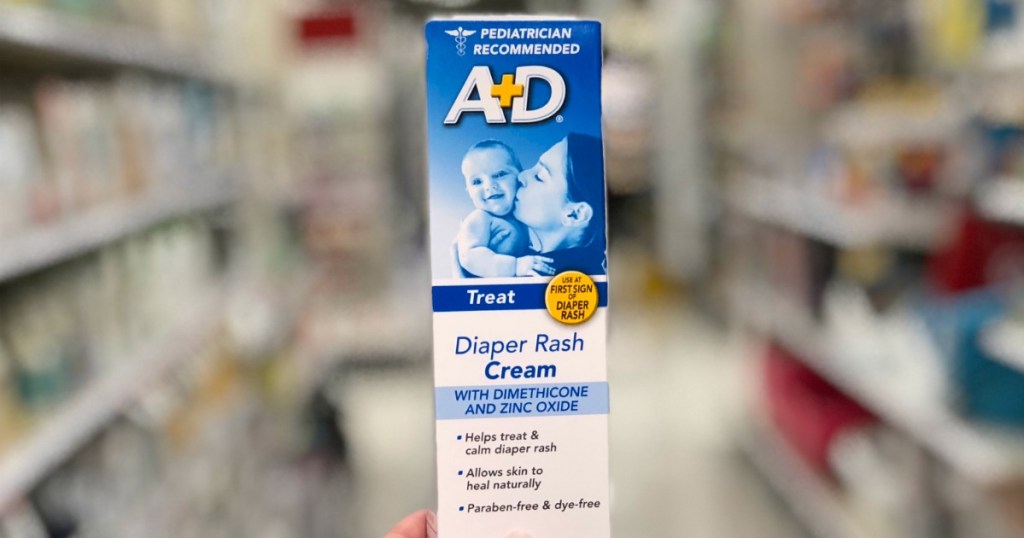 PEDIATRICIAN
RECOMMENDED
A+D®
Treat
USE AT
FIRST SIGN
OF
DIAPER
RASH
Diaper Rash
Cream
WITH DIMETHICONE
AND ZINC OXIDE
▪ Helps treat &
calm diaper rash
▪ Allows skin to
heal naturally
▪ Paraben-free & dye-free